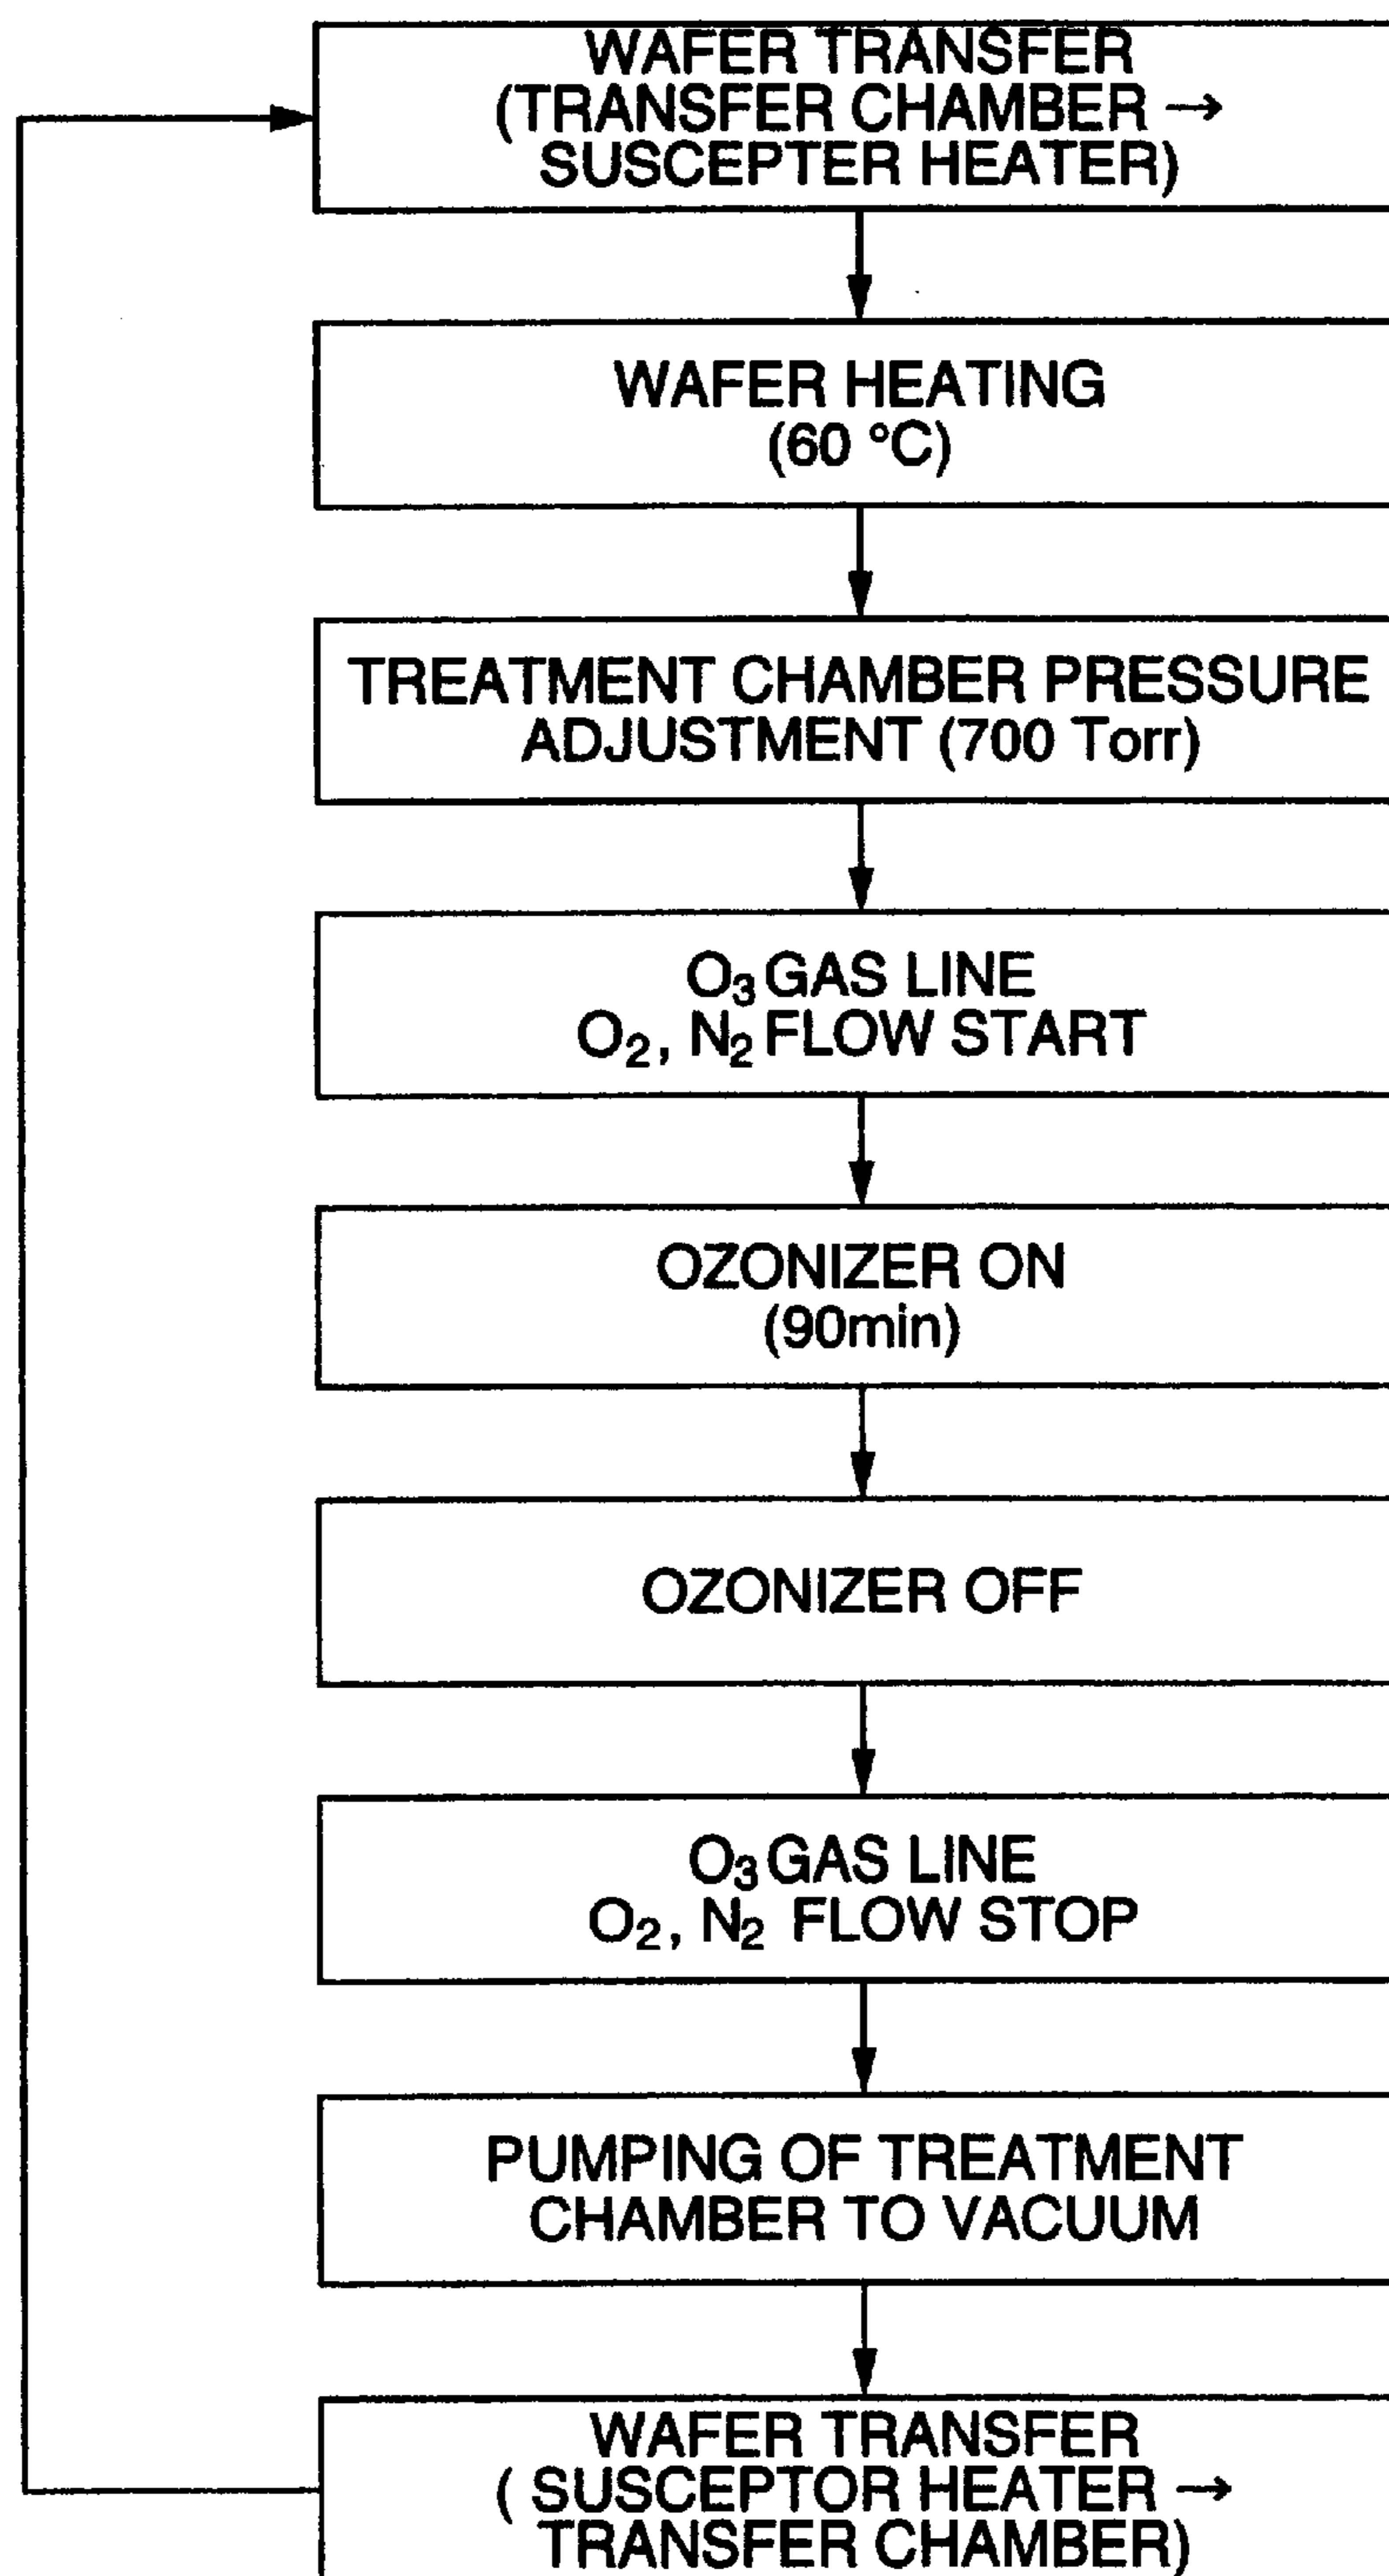 WAFER TRANSFER
(TRANSFER CHAMBER →
SUSCEPTER HEATER)
WAFER HEATING
(60 °C)
TREATMENT CHAMBER PRESSURE
ADJUSTMENT (700 Torr)
O₃ GAS LINE
O₂, N₂ FLOW START
OZONIZER ON
(90min)
OZONIZER OFF
O₃ GAS LINE
O₂, N₂ FLOW STOP
PUMPING OF TREATMENT
CHAMBER TO VACUUM
WAFER TRANSFER
( SUSCEPTOR HEATER →
TRANSFER CHAMBER)